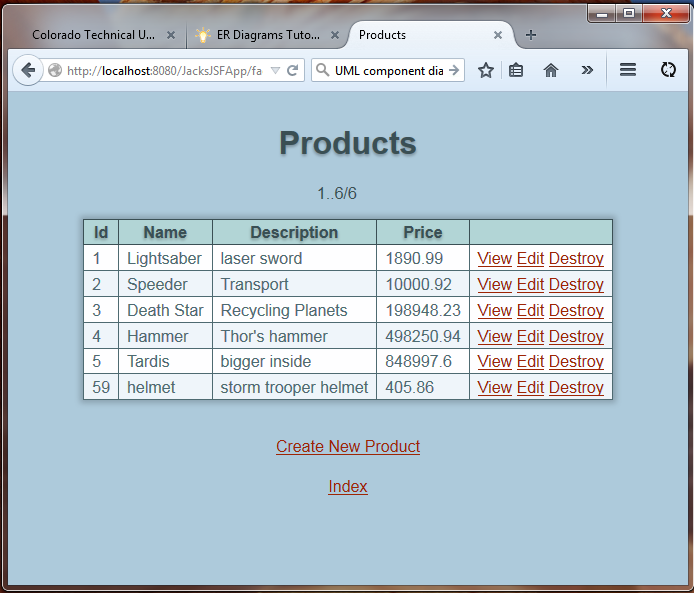 Colorado Technical U... ER Diagrams Tuto... Products
http://localhost:8080/JacksJSFApp/fa UML component dia
Products
1..6/6
Id Name Description Price
1 Lightsaber laser sword 1890.99 View Edit Destroy
2 Speeder Transport 10000.92 View Edit Destroy
3 Death Star Recycling Planets 198948.23 View Edit Destroy
4 Hammer Thor's hammer 498250.94 View Edit Destroy
5 Tardis bigger inside 848997.6 View Edit Destroy
59 helmet storm trooper helmet 405.86 View Edit Destroy
Create New Product
Index